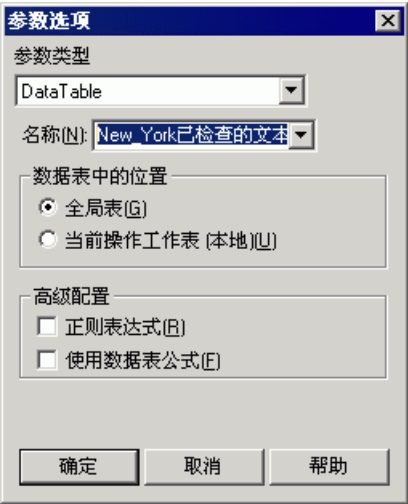 参数选项
参数类型
DataTable
名称(N): New_York已检查的文本
数据表中的位置
全局表(G)
当前操作工作表 (本地)(U)
高级配置
正则表达式(R)
使用数据表公式(F)
确定 取消 帮助